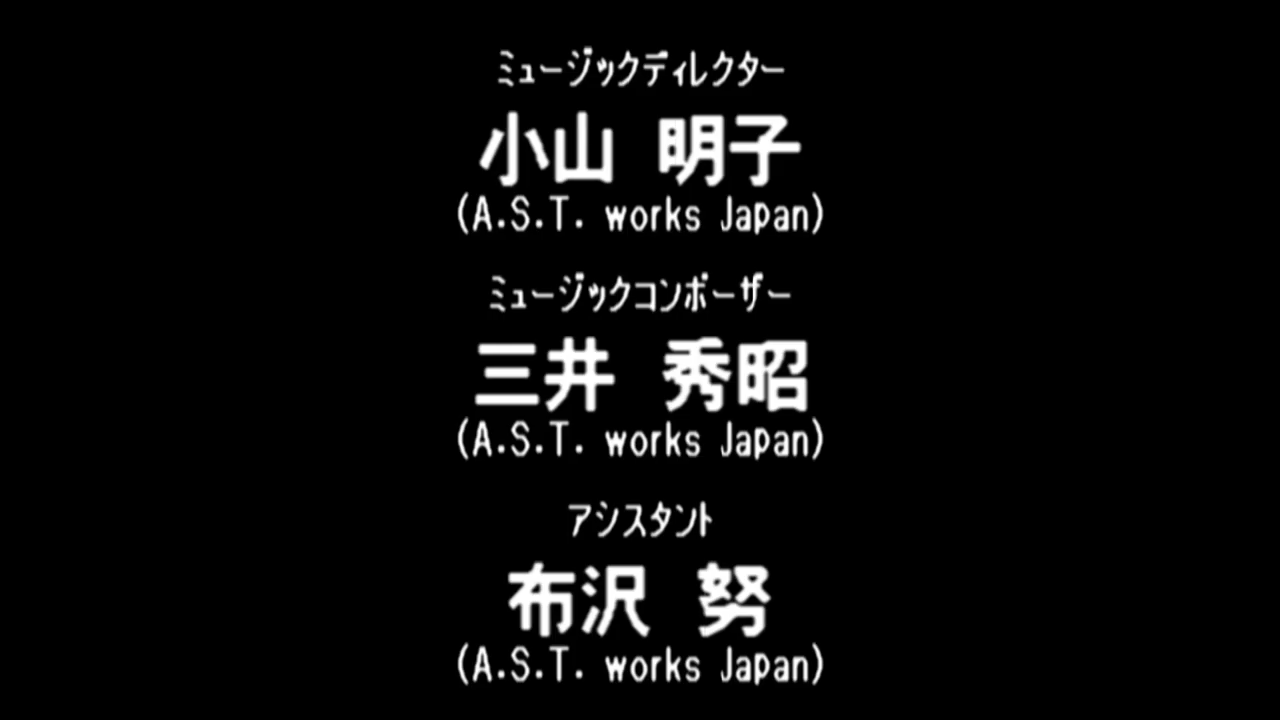 ミュージックディレクター
小山 明子
(A.S.T. works Japan)
ミュージックコンポーザー
三井 秀昭
(A.S.T. works Japan)
アシスタント
布沢 努
(A.S.T. works Japan)